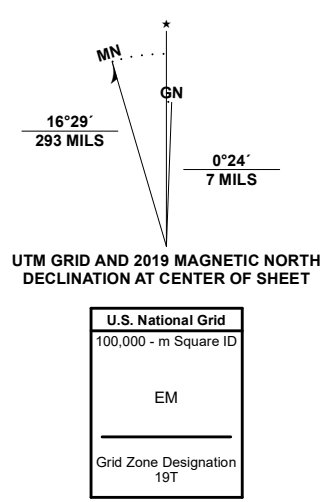 ★
MN
GN
16°29´
293 MILS
0°24´
7 MILS
UTM GRID AND 2019 MAGNETIC NORTH
DECLINATION AT CENTER OF SHEET
U.S. National Grid
100,000 - m Square ID
EM
Grid Zone Designation
19T